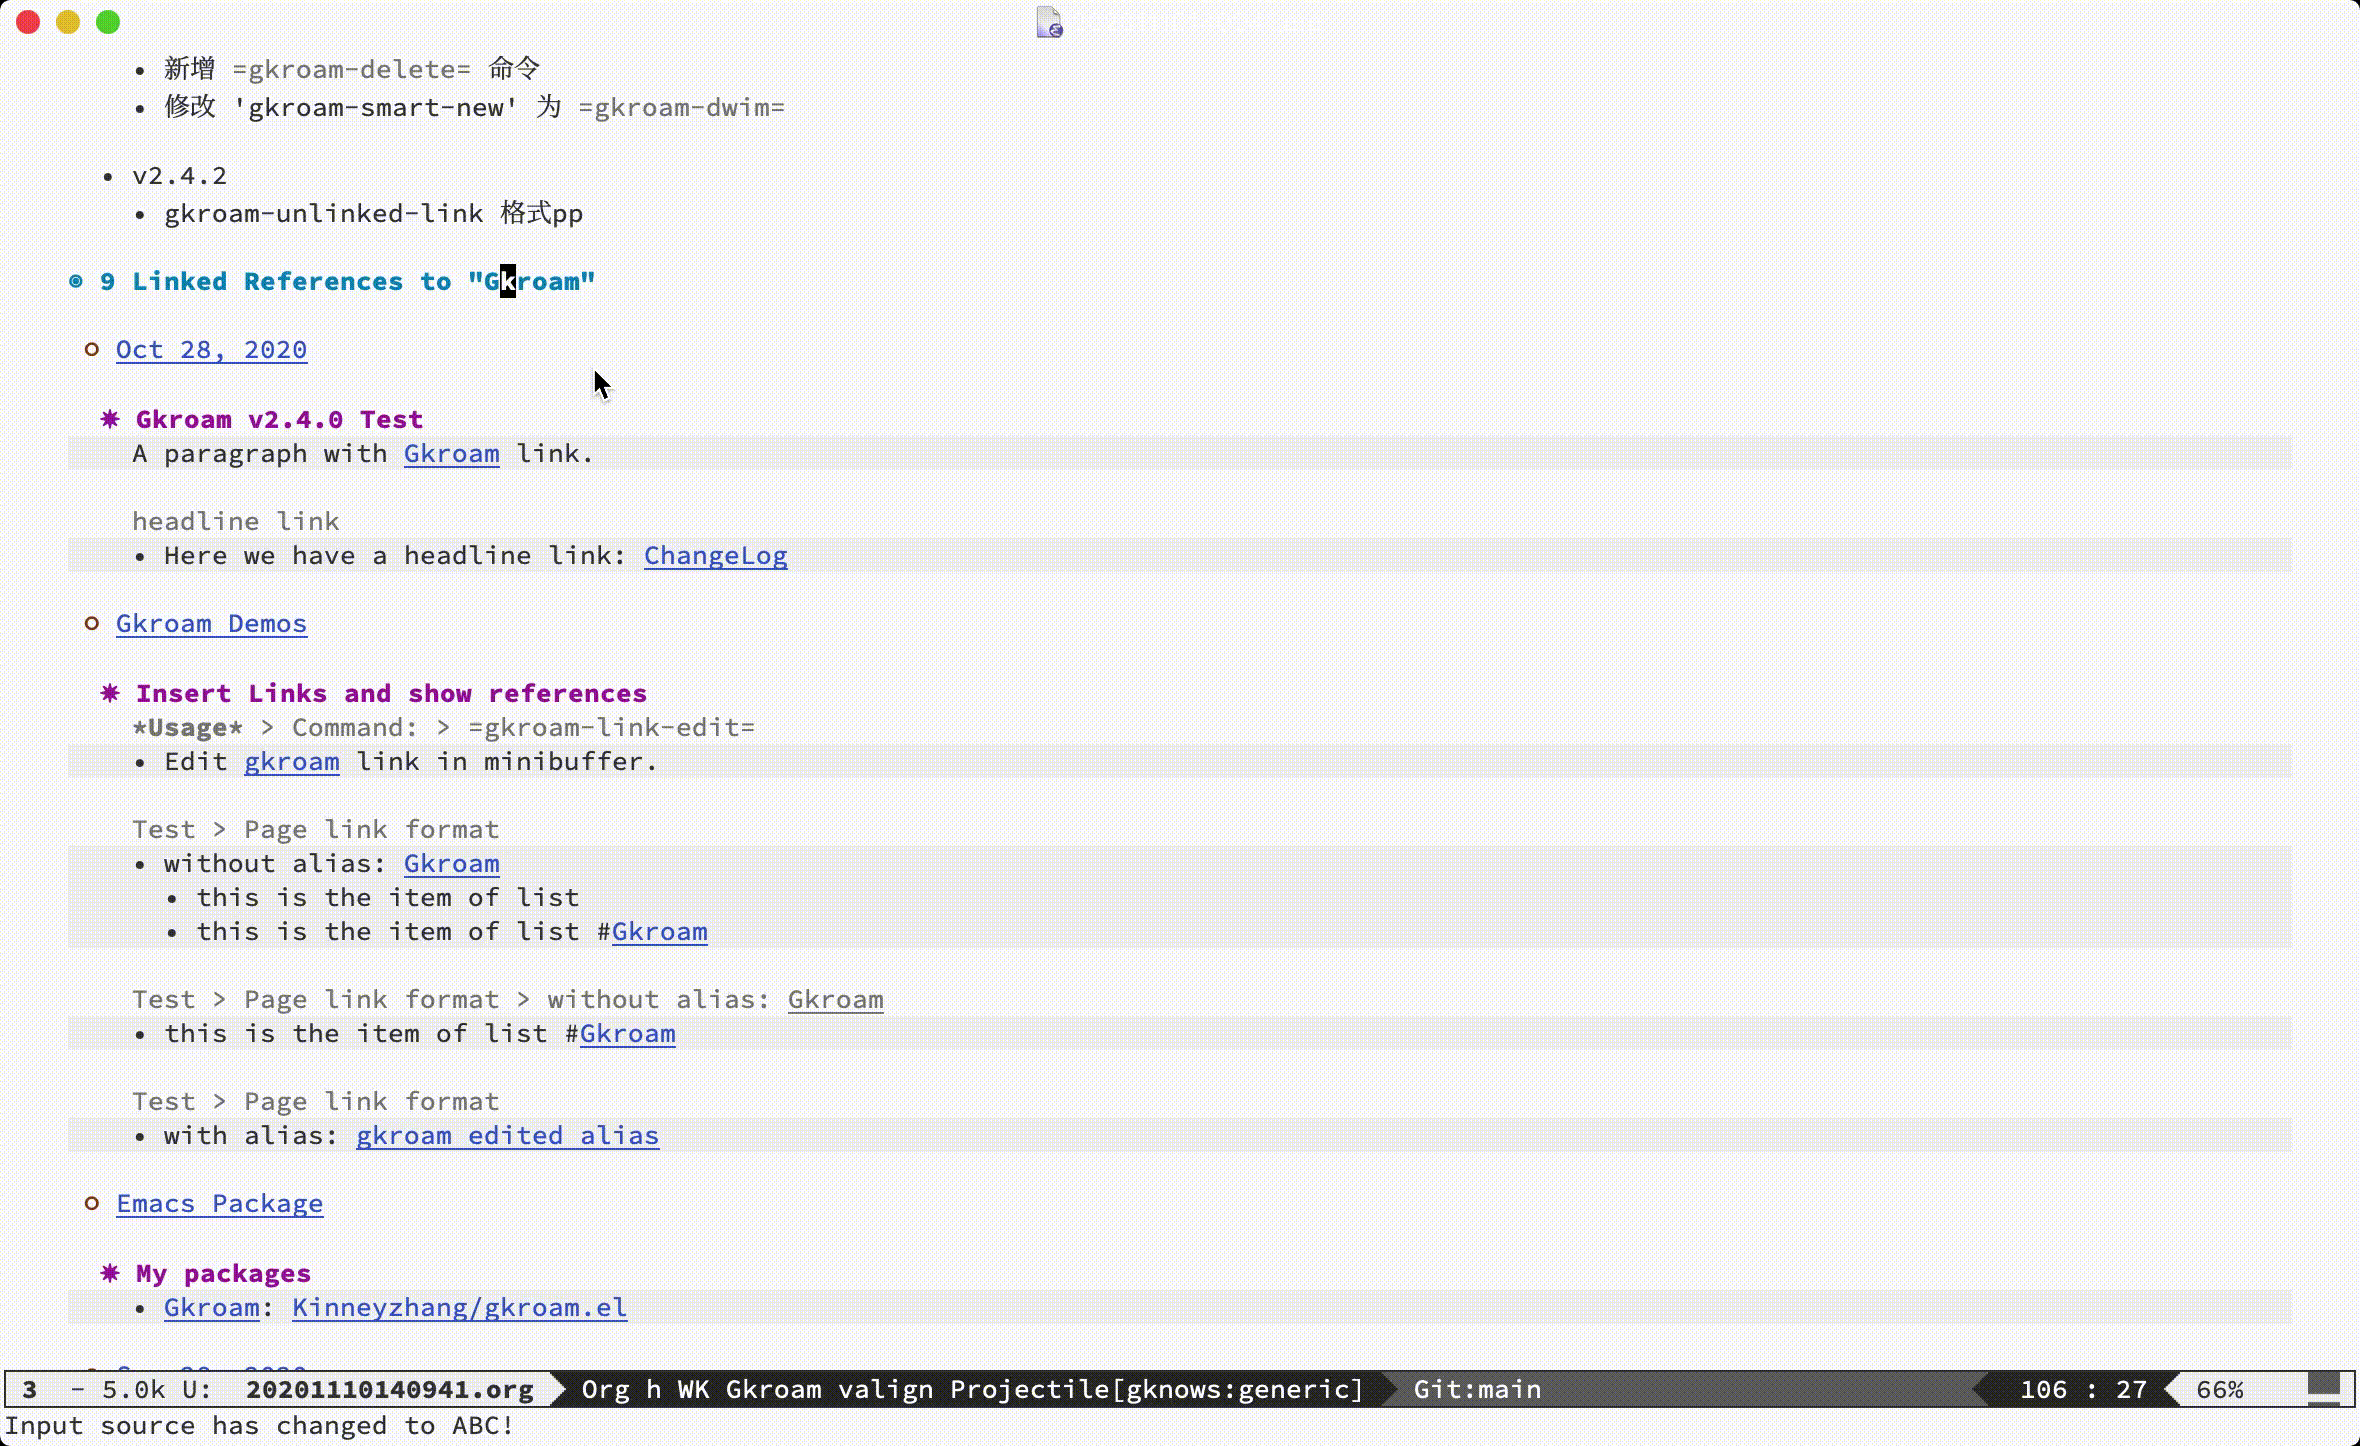 • 新增 =gkroam-delete= 命令
• 修改 'gkroam-smart-new' 为 =gkroam-dwim=
• v2.4.2
• gkroam-unlinked-link 格式pp
9 Linked References to "Gkroam"
Oct 28, 2020
Gkroam v2.4.0 Test
A paragraph with Gkroam link.
headline link
• Here we have a headline link: ChangeLog
Gkroam Demos
Insert Links and show references
*Usage* > Command: > =gkroam-link-edit=
• Edit gkroam link in minibuffer.
Test > Page link format
• without alias: Gkroam
• this is the item of list
• this is the item of list #Gkroam
Test > Page link format > without alias: Gkroam
• this is the item of list #Gkroam
Test > Page link format
• with alias: gkroam edited alias
Emacs Package
My packages
• Gkroam: Kinneyzhang/gkroam.el
3 - 5.0k U: 20201110140941.org Org h WK Gkroam valign Projectile[gknows:generic] Git:main 106 : 27 66%
Input source has changed to ABC!